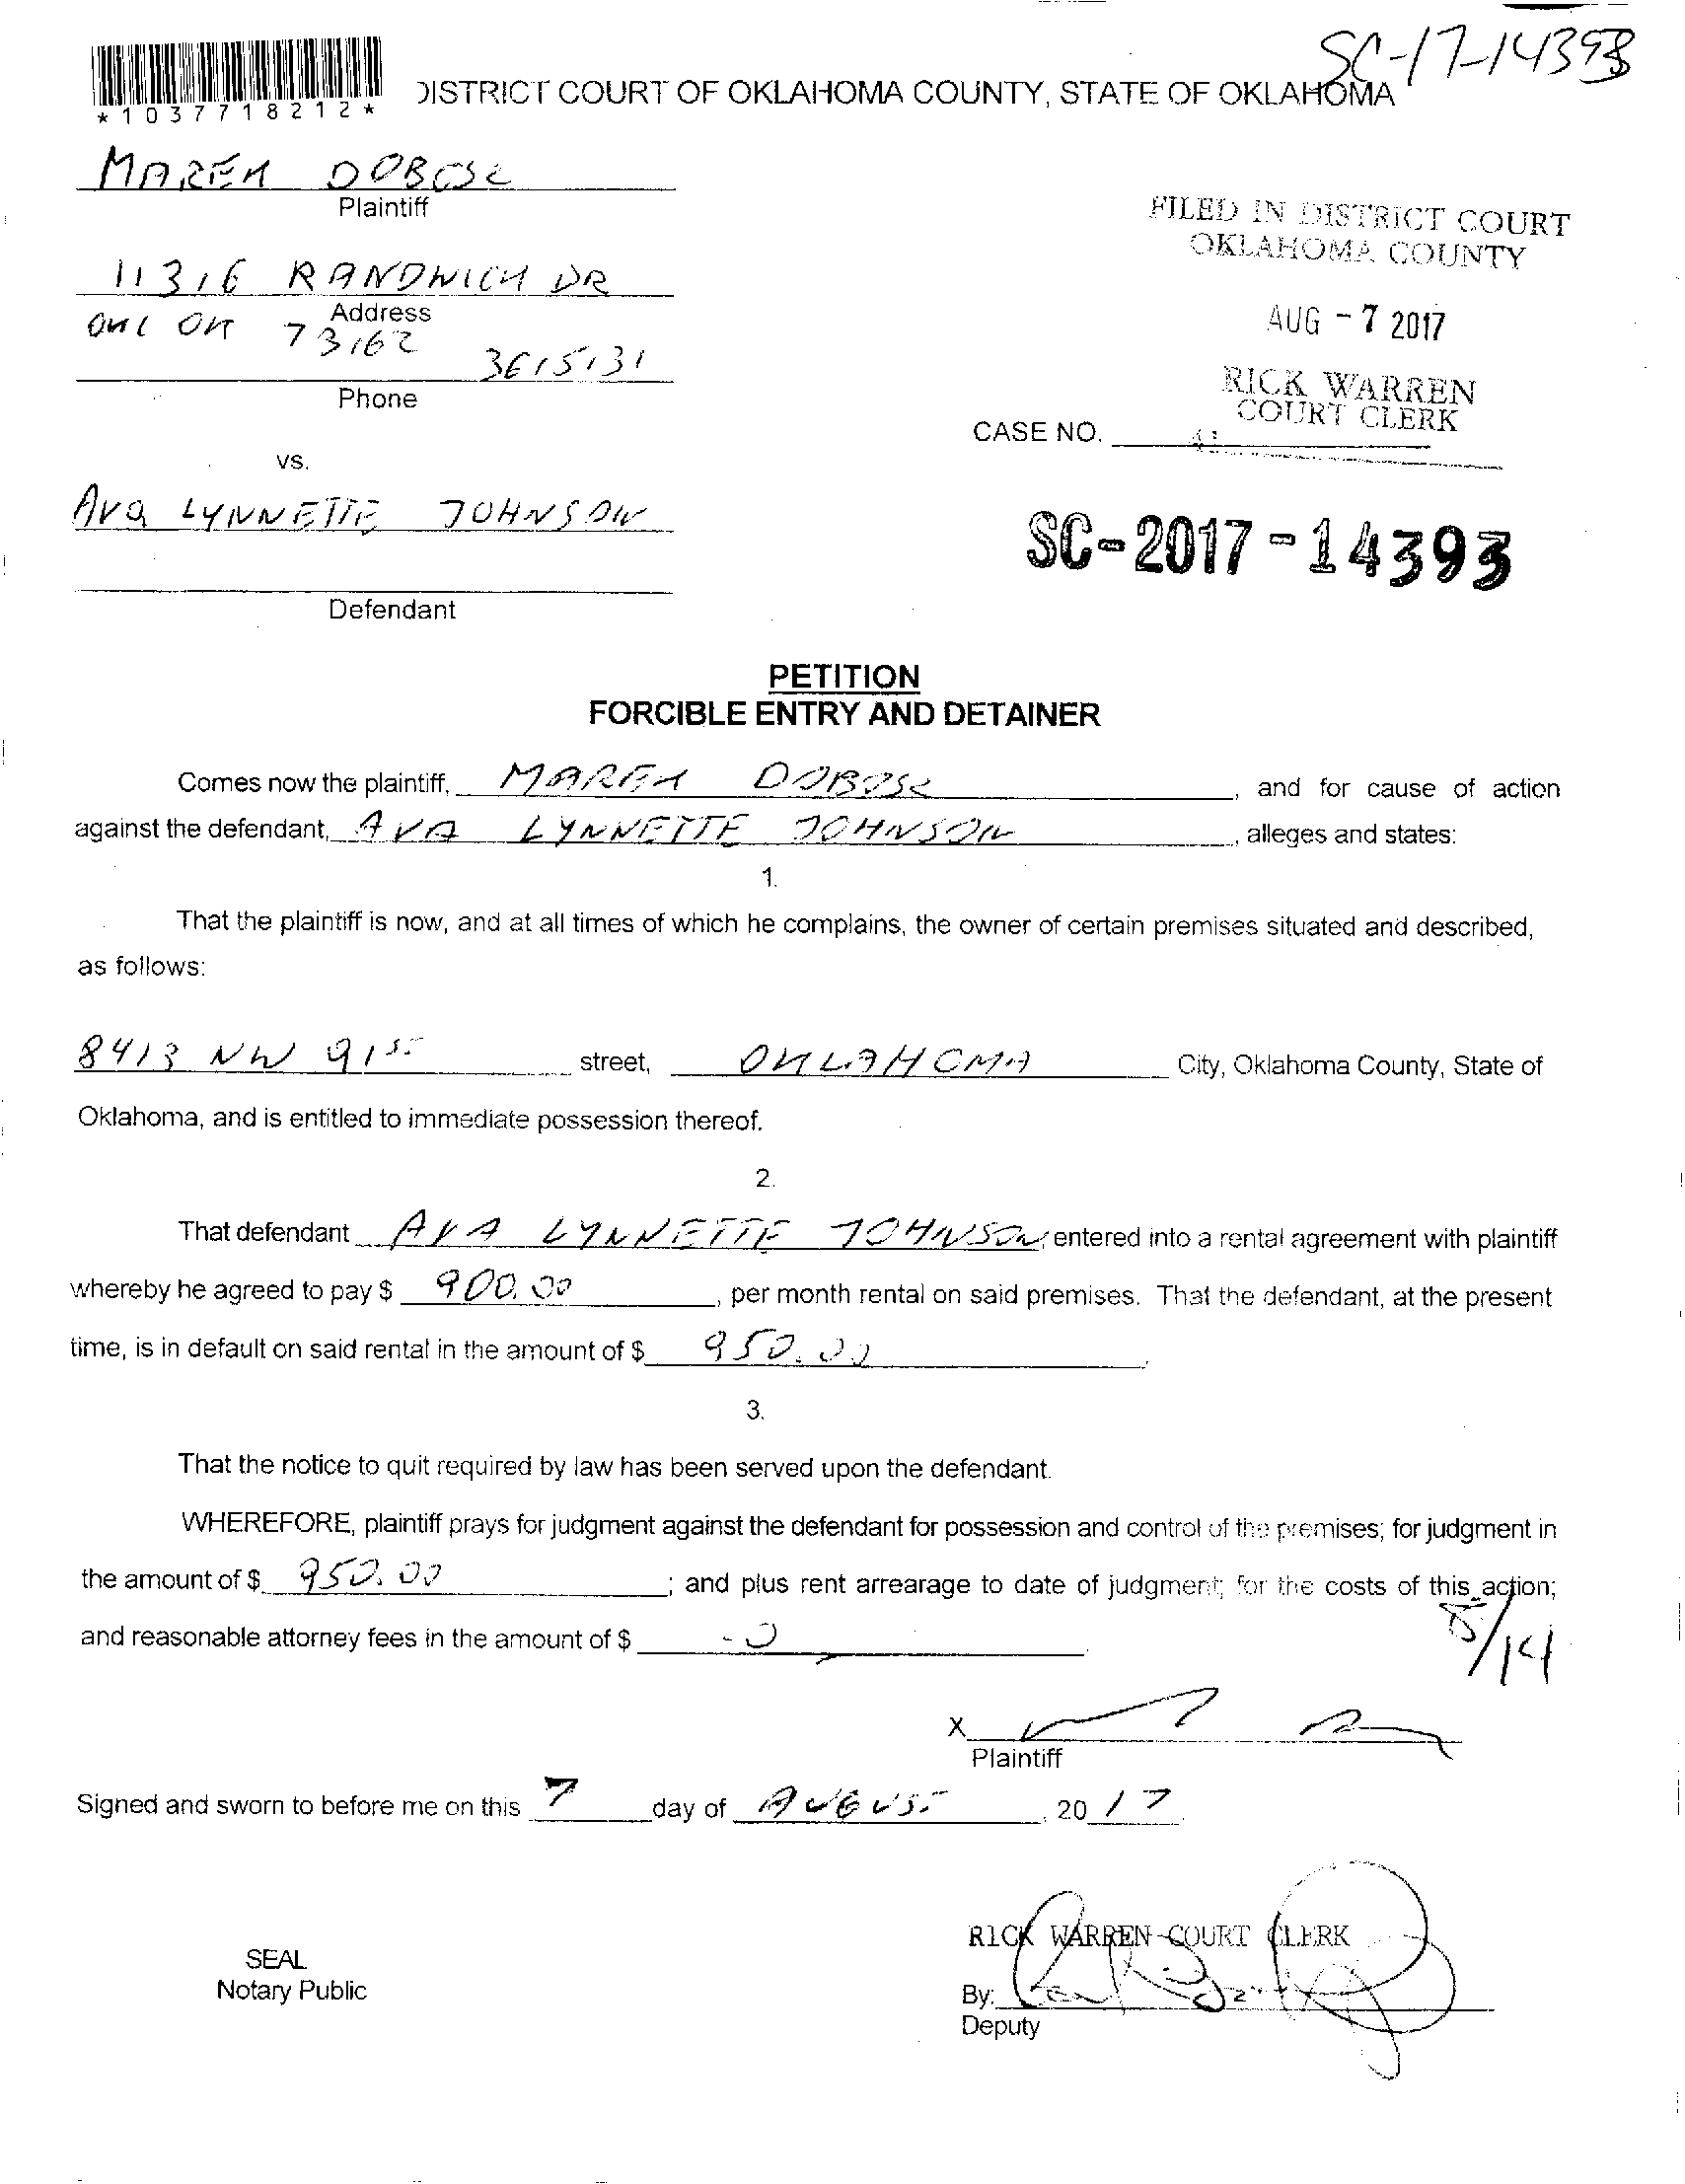 SC-17-14393
*1037718212*
DISTRICT COURT OF OKLAHOMA COUNTY, STATE OF OKLAHOMA
MAREK DOBOSZ
Plaintiff
FILED IN DISTRICT COURT
OKLAHOMA COUNTY
11316 RANDWICK DR
Address
AUG - 7 2017
OKC OK 73162
3615131
Phone
RICK WARREN
COURT CLERK
CASE NO.
vs.
AVA LYNNETTE JOHNSON
SC-2017-14393
Defendant
PETITION
FORCIBLE ENTRY AND DETAINER
Comes now the plaintiff, MAREK DOBOSZ, and for cause of action
against the defendant, AVA LYNNETTE JOHNSON, alleges and states:
1.
That the plaintiff is now, and at all times of which he complains, the owner of certain premises situated and described,
as follows:
8413 NW 91ST street, OKLAHOMA City, Oklahoma County, State of
Oklahoma, and is entitled to immediate possession thereof.
2.
That defendant AVA LYNNETTE JOHNSON, entered into a rental agreement with plaintiff
whereby he agreed to pay $ 900.00, per month rental on said premises. That the defendant, at the present
time, is in default on said rental in the amount of $ 950.00.
3.
That the notice to quit required by law has been served upon the defendant.
WHEREFORE, plaintiff prays for judgment against the defendant for possession and control of the premises; for judgment in
the amount of $ 950.00; and plus rent arrearage to date of judgment; for the costs of this action;
and reasonable attorney fees in the amount of $ -0.
8/14
X
Plaintiff
Signed and sworn to before me on this 7 day of AUGUST, 2017
RICK WARREN COURT CLERK
SEAL
Notary Public
By:
Deputy